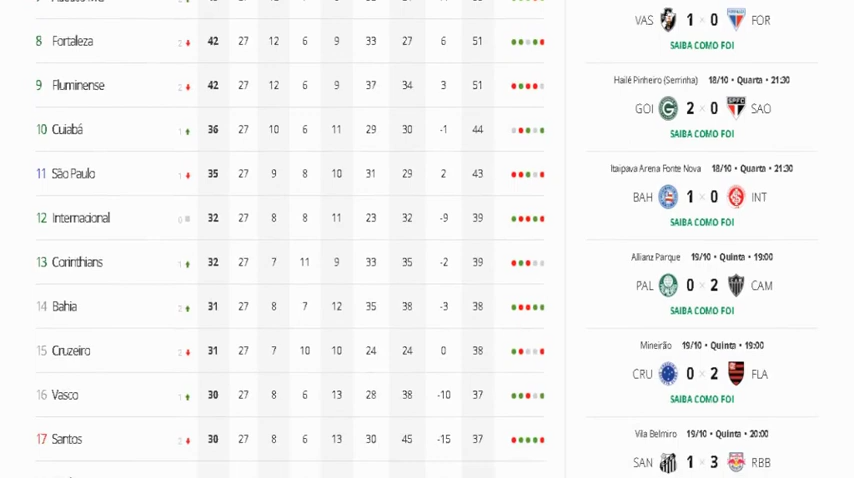 8 Fortaleza 2 42 27 12 6 9 33 27 6 51
9 Fluminense 2 42 27 12 6 9 37 34 3 51
10 Cuiabá 1 36 27 10 6 11 29 30 -1 44
11 São Paulo 1 35 27 9 8 10 31 29 2 43
12 Internacional 0 32 27 8 8 11 23 32 -9 39
13 Corinthians 1 32 27 7 11 9 33 35 -2 39
14 Bahia 2 31 27 8 7 12 35 38 -3 38
15 Cruzeiro 2 31 27 7 10 10 24 24 0 38
16 Vasco 1 30 27 8 6 13 28 38 -10 37
17 Santos 2 30 27 8 6 13 30 45 -15 37
VAS 1 × 0 FOR
SAIBA COMO FOI
Hailé Pinheiro (Serrinha) 18/10 • Quarta • 21:30
GOI 2 × 0 SAO
SAIBA COMO FOI
Itaipava Arena Fonte Nova 18/10 • Quarta • 21:30
BAH 1 × 0 INT
SAIBA COMO FOI
Allianz Parque 19/10 • Quinta • 19:00
PAL 0 × 2 CAM
SAIBA COMO FOI
Mineirão 19/10 • Quinta • 19:00
CRU 0 × 2 FLA
SAIBA COMO FOI
Vila Belmiro 19/10 • Quinta • 20:00
SAN 1 × 3 RBB